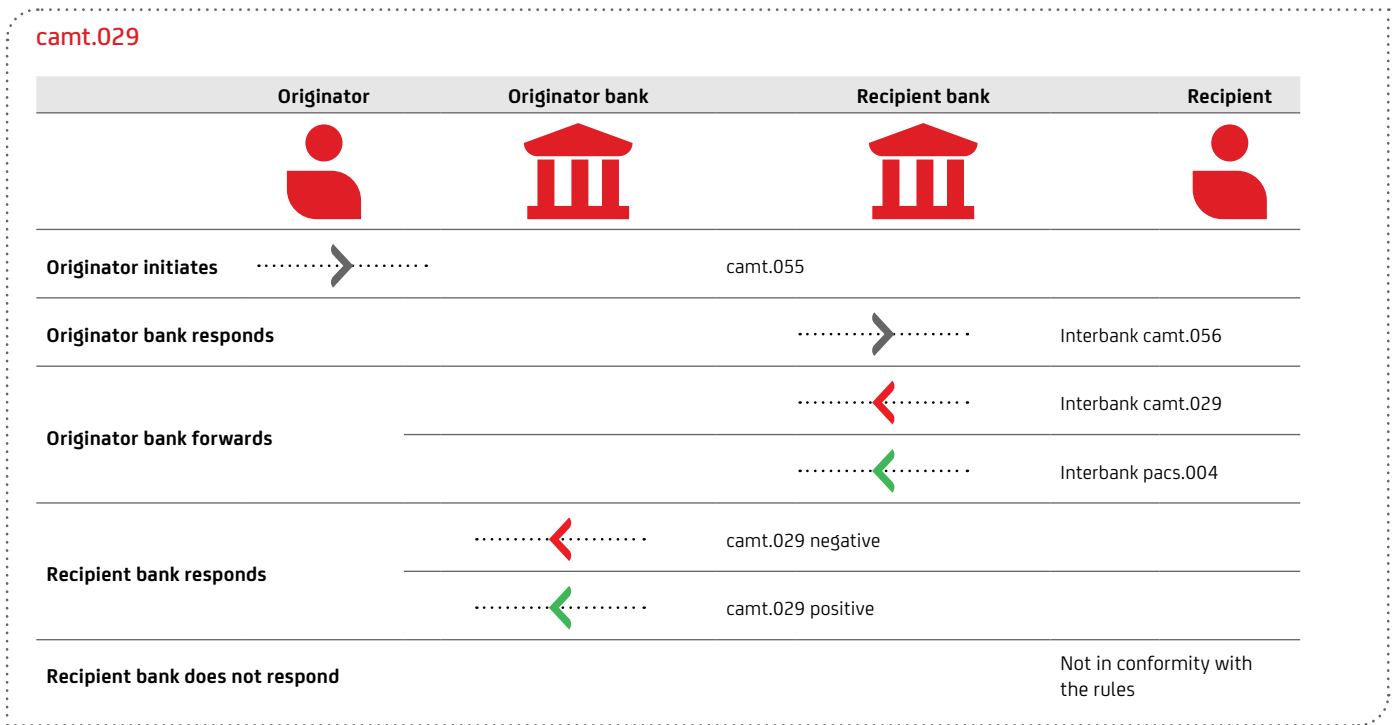 camt.029
Originator Originator bank Recipient bank Recipient
Originator initiates camt.055
Originator bank responds Interbank camt.056
Interbank camt.029
Originator bank forwards
Interbank pacs.004
camt.029 negative
Recipient bank responds
camt.029 positive
Recipient bank does not respond Not in conformity with
the rules